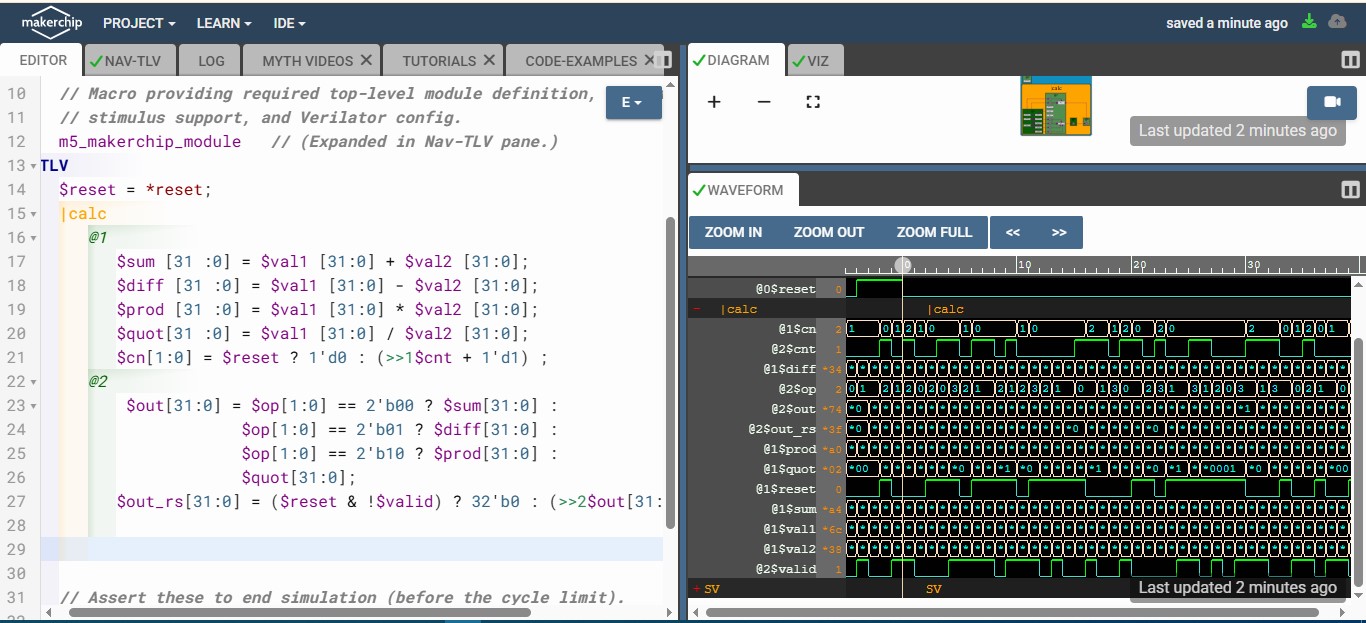 makerchip PROJECT LEARN IDE saved a minute ago
EDITOR NAV-TLV LOG MYTH VIDEOS TUTORIALS CODE-EXAMPLES
10 // Macro providing required top-level module definition,
E
11 // stimulus support, and Verilator config.
12 m5_makerchip_module // (Expanded in Nav-TLV pane.)
13 TLV
14 $reset = *reset;
15 |calc
16 @1
17 $sum [31 :0] = $val1 [31:0] + $val2 [31:0];
18 $diff [31 :0] = $val1 [31:0] - $val2 [31:0];
19 $prod [31 :0] = $val1 [31:0] * $val2 [31:0];
20 $quot[31 :0] = $val1 [31:0] / $val2 [31:0];
21 $cn[1:0] = $reset ? 1'd0 : (>>1$cnt + 1'd1) ;
22 @2
23 $out[31:0] = $op[1:0] == 2'b00 ? $sum[31:0] :
24 $op[1:0] == 2'b01 ? $diff[31:0] :
25 $op[1:0] == 2'b10 ? $prod[31:0] :
26 $quot[31:0];
27 $out_rs[31:0] = ($reset & !$valid) ? 32'b0 : (>>2$out[31:
28
29
30
31 // Assert these to end simulation (before the cycle limit).
DIAGRAM VIZ
+ −
calc
Last updated 2 minutes ago
WAVEFORM
ZOOM IN ZOOM OUT ZOOM FULL << >>
0 10 20 30
@0$reset 0
- |calc |calc
@1$cn 2
@2$cnt 1
@1$diff *34
@2$op 2
@2$out *74
@2$out_rs *3f
@1$prod *a0
@1$quot *02
@1$reset 0
@1$sum *a4
@1$val1 *6c
@1$val2 *38
@2$valid 1
+ SV SV
Last updated 2 minutes ago